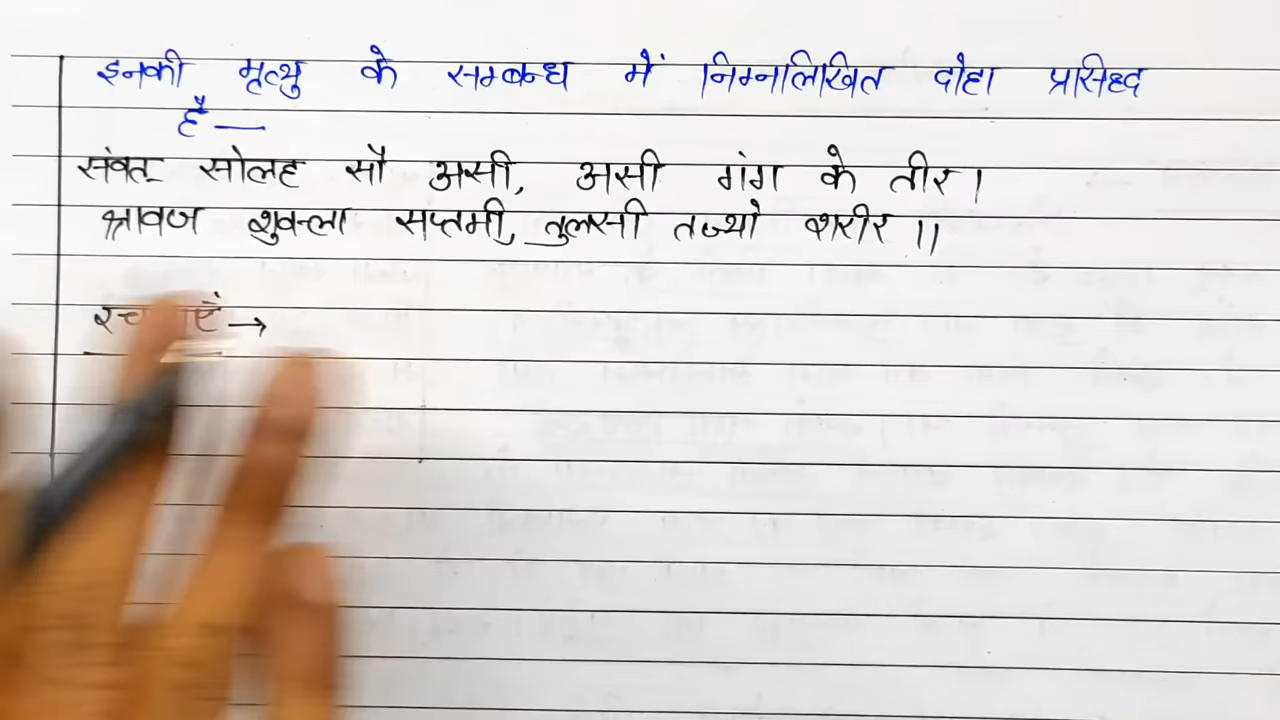 इनकी मृत्यु के सम्बन्ध में निम्नलिखित दोहा प्रसिध्द
है —
संवत् सोलह सौ असी, असी गंग के तीर।
श्रावण शुक्ला सप्तमी, तुलसी तज्यो शरीर ॥
रचनाएं →